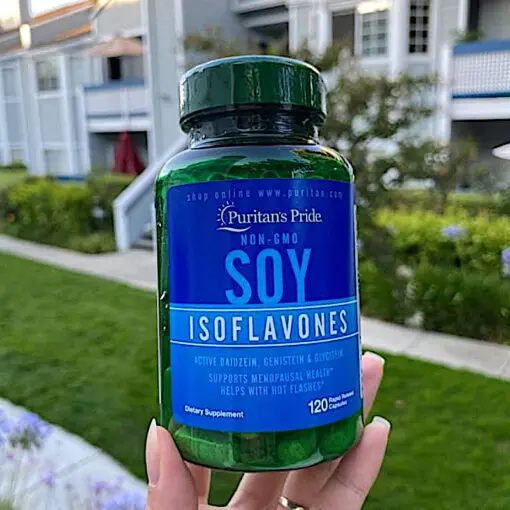 shop online www.puritan.com
Puritan's Pride®
NON-GMO
SOY
ISOFLAVONES
ACTIVE DAIDZEIN, GENISTEIN & GLYCITEIN
SUPPORTS MENOPAUSAL HEALTH**
HELPS WITH HOT FLASHES**
Dietary Supplement
120 Rapid Release
Capsules